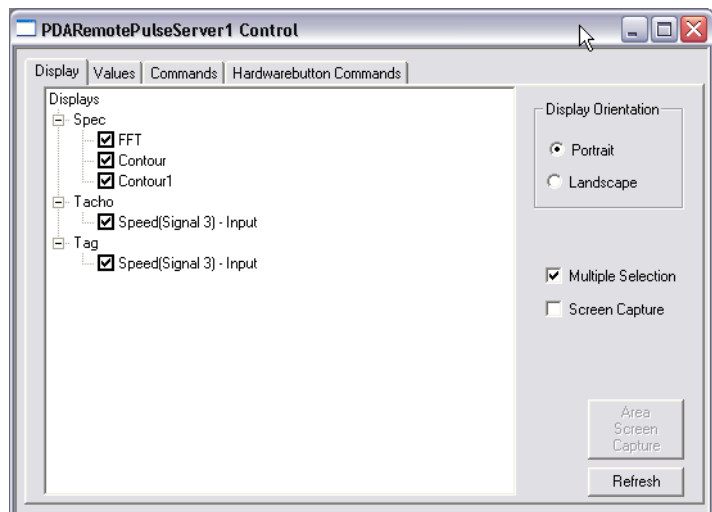 PDARemotePulseServer1 Control
Display Values Commands Hardwarebutton Commands
Displays
Spec
FFT
Contour
Contour1
Tacho
Speed(Signal 3) - Input
Tag
Speed(Signal 3) - Input
Display Orientation
Portrait
Landscape
Multiple Selection
Screen Capture
Area
Screen
Capture
Refresh